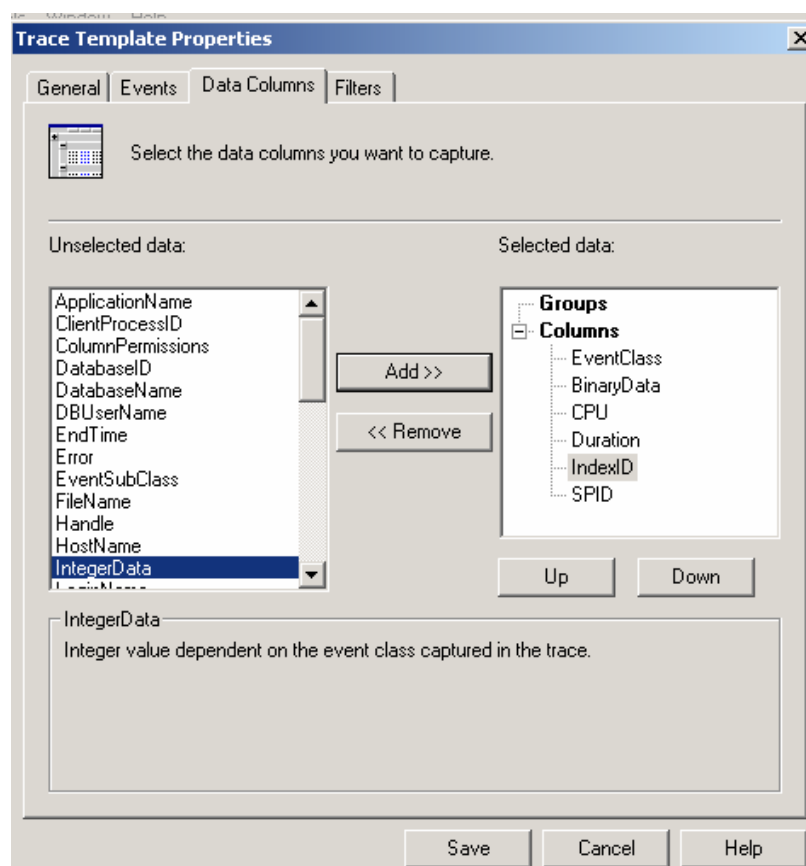 Window Help
Trace Template Properties
General Events Data Columns Filters
Select the data columns you want to capture.
Unselected data:
Selected data:
ApplicationName
ClientProcessID
ColumnPermissions
DatabaseID
DatabaseName
DBUserName
EndTime
Error
EventSubClass
FileName
Handle
HostName
IntegerData
LoginName
Add >>
<< Remove
Groups
Columns
EventClass
BinaryData
CPU
Duration
IndexID
SPID
Up Down
IntegerData
Integer value dependent on the event class captured in the trace.
Save Cancel Help